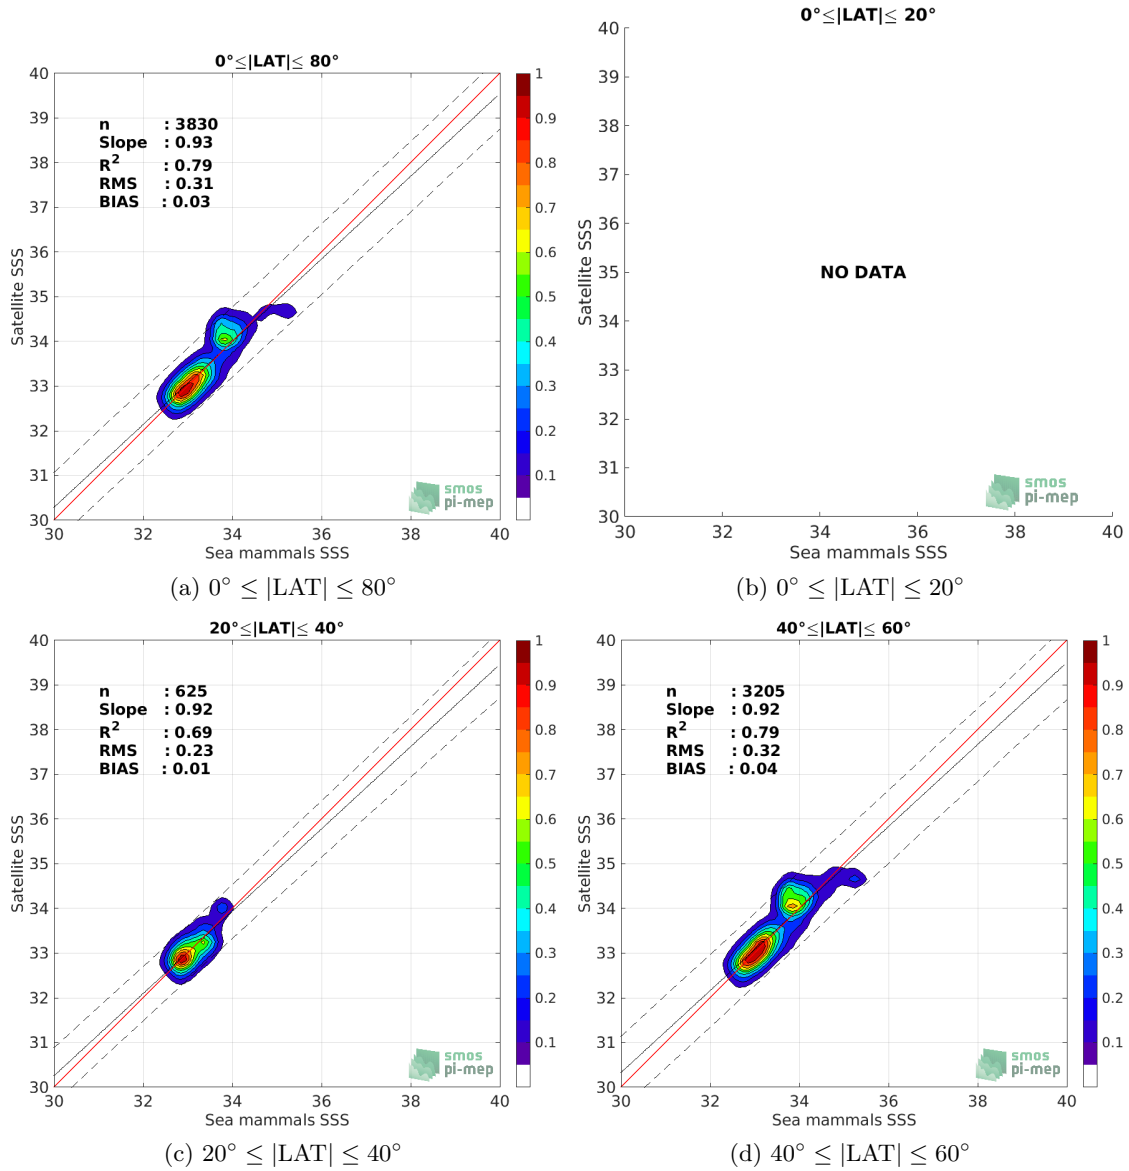 0°≤|LAT|≤ 80°
40
39
38
37
36
35
34
33
32
31
30
Satellite SSS
n : 3830
Slope : 0.93
R² : 0.79
RMS : 0.31
BIAS : 0.03
1
0.9
0.8
0.7
0.6
0.5
0.4
0.3
0.2
0.1
smos
pi-mep
30 32 34 36 38 40
Sea mammals SSS
(a) 0° ≤ |LAT| ≤ 80°
0°≤|LAT|≤ 20°
40
39
38
37
36
35
34
33
32
31
30
Satellite SSS
NO DATA
smos
pi-mep
30 32 34 36 38 40
Sea mammals SSS
(b) 0° ≤ |LAT| ≤ 20°
20°≤|LAT|≤ 40°
40
39
38
37
36
35
34
33
32
31
30
Satellite SSS
n : 625
Slope : 0.92
R² : 0.69
RMS : 0.23
BIAS : 0.01
1
0.9
0.8
0.7
0.6
0.5
0.4
0.3
0.2
0.1
smos
pi-mep
30 32 34 36 38 40
Sea mammals SSS
(c) 20° ≤ |LAT| ≤ 40°
40°≤|LAT|≤ 60°
40
39
38
37
36
35
34
33
32
31
30
Satellite SSS
n : 3205
Slope : 0.92
R² : 0.79
RMS : 0.32
BIAS : 0.04
1
0.9
0.8
0.7
0.6
0.5
0.4
0.3
0.2
0.1
smos
pi-mep
30 32 34 36 38 40
Sea mammals SSS
(d) 40° ≤ |LAT| ≤ 60°